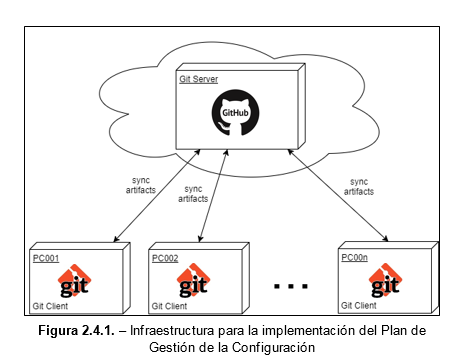 Git Server
GitHub
sync
artifacts
sync
artifacts
sync
artifacts
PC001
git
Git Client
PC002
git
Git Client
...
PC00n
git
Git Client
Figura 2.4.1. – Infraestructura para la implementación del Plan de
Gestión de la Configuración